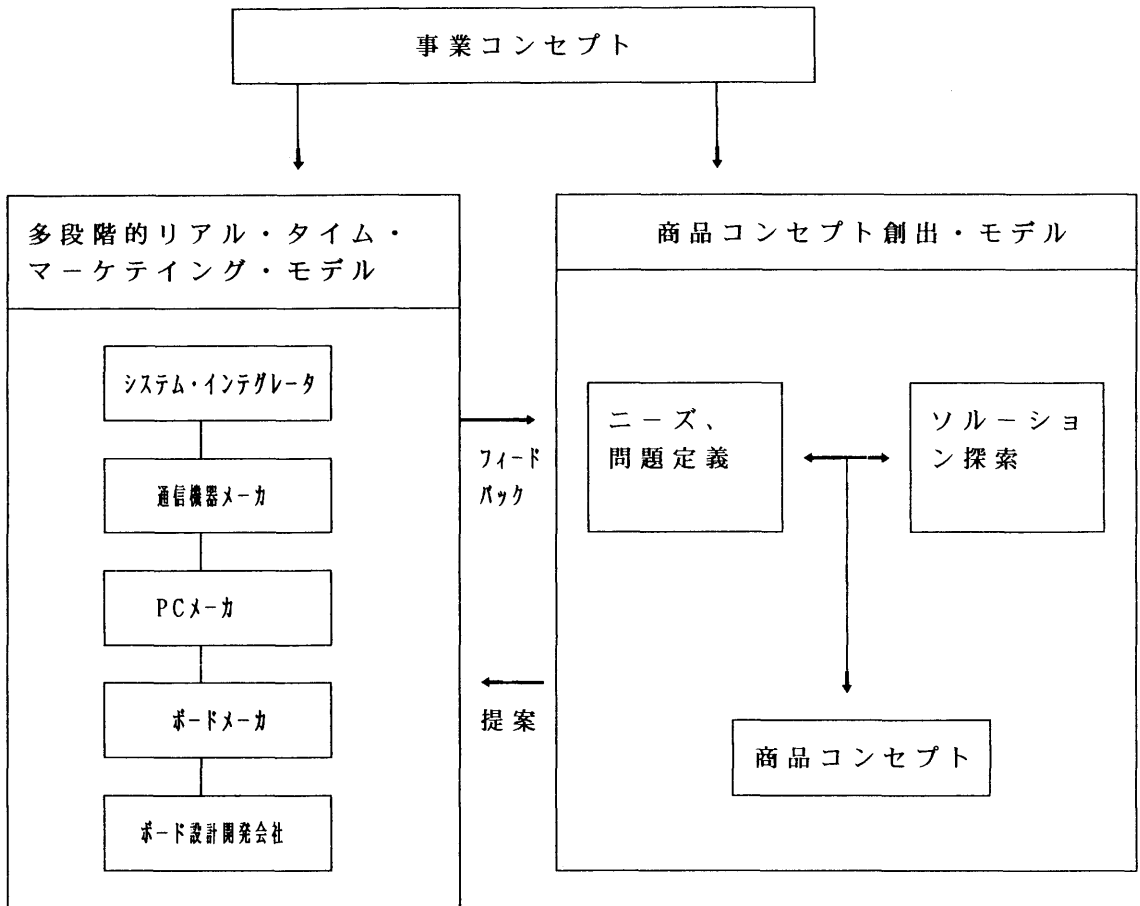 事業コンセプト
多段階的リアル・タイム・
マーケテイング・モデル
システム・インテグレータ
通信機器メーカ
PCメーカ
ボードメーカ
ボード設計開発会社
フィード
バック
提案
商品コンセプト創出・モデル
ニーズ、
問題定義
ソルーショ
ン探索
商品コンセプト